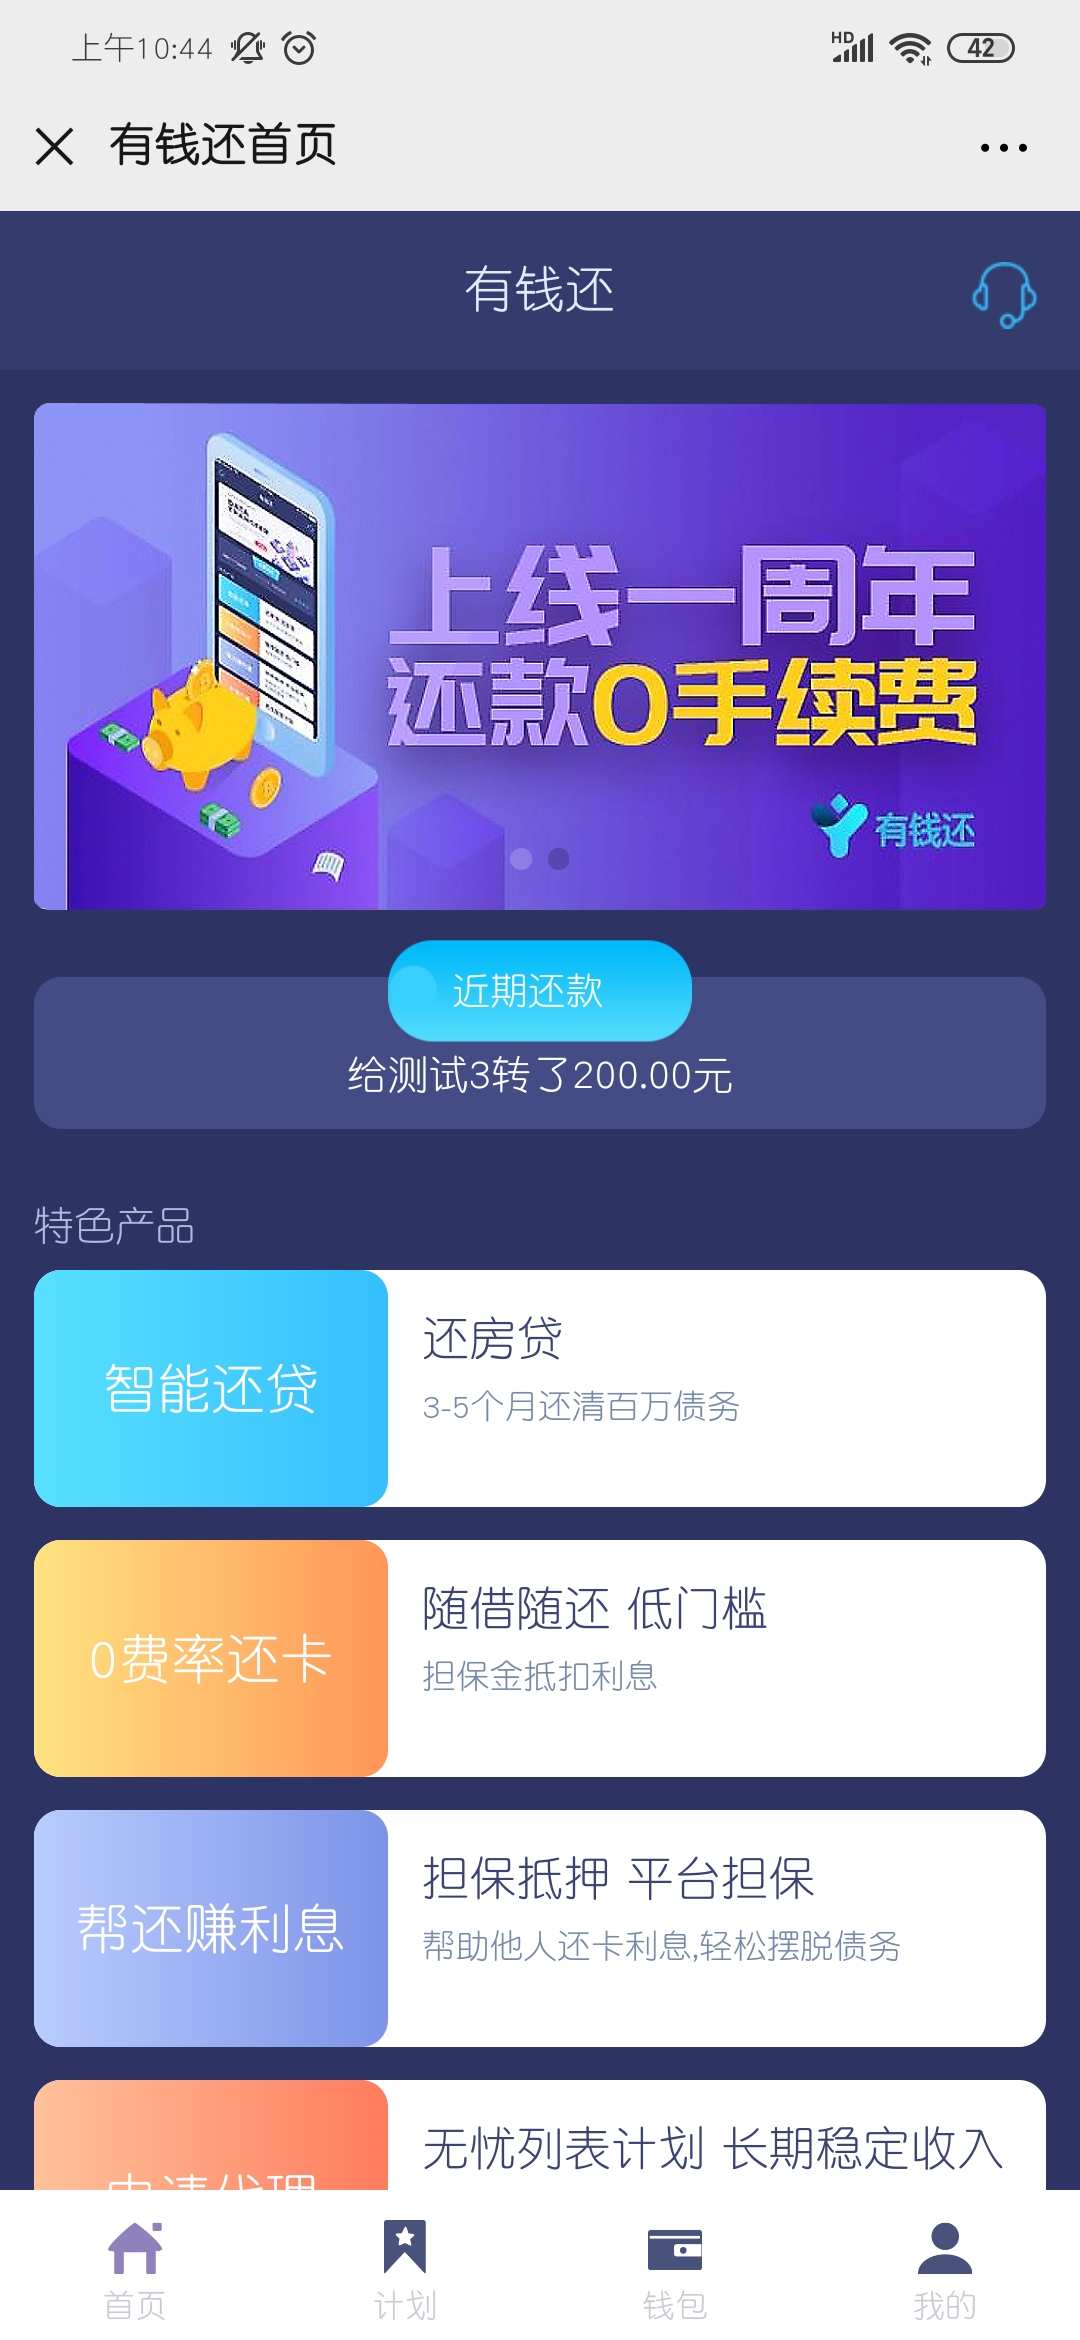 上午10:44
HD
42
有钱还首页
有钱还
上线一周年
还款0手续费
有钱还
近期还款
给测试3转了200.00元
特色产品
智能还贷
还房贷
3-5个月还清百万债务
0费率还卡
随借随还 低门槛
担保金抵扣利息
帮还赚利息
担保抵押 平台担保
帮助他人还卡利息,轻松摆脱债务
申请代理
无忧列表计划 长期稳定收入
首页
计划
钱包
我的